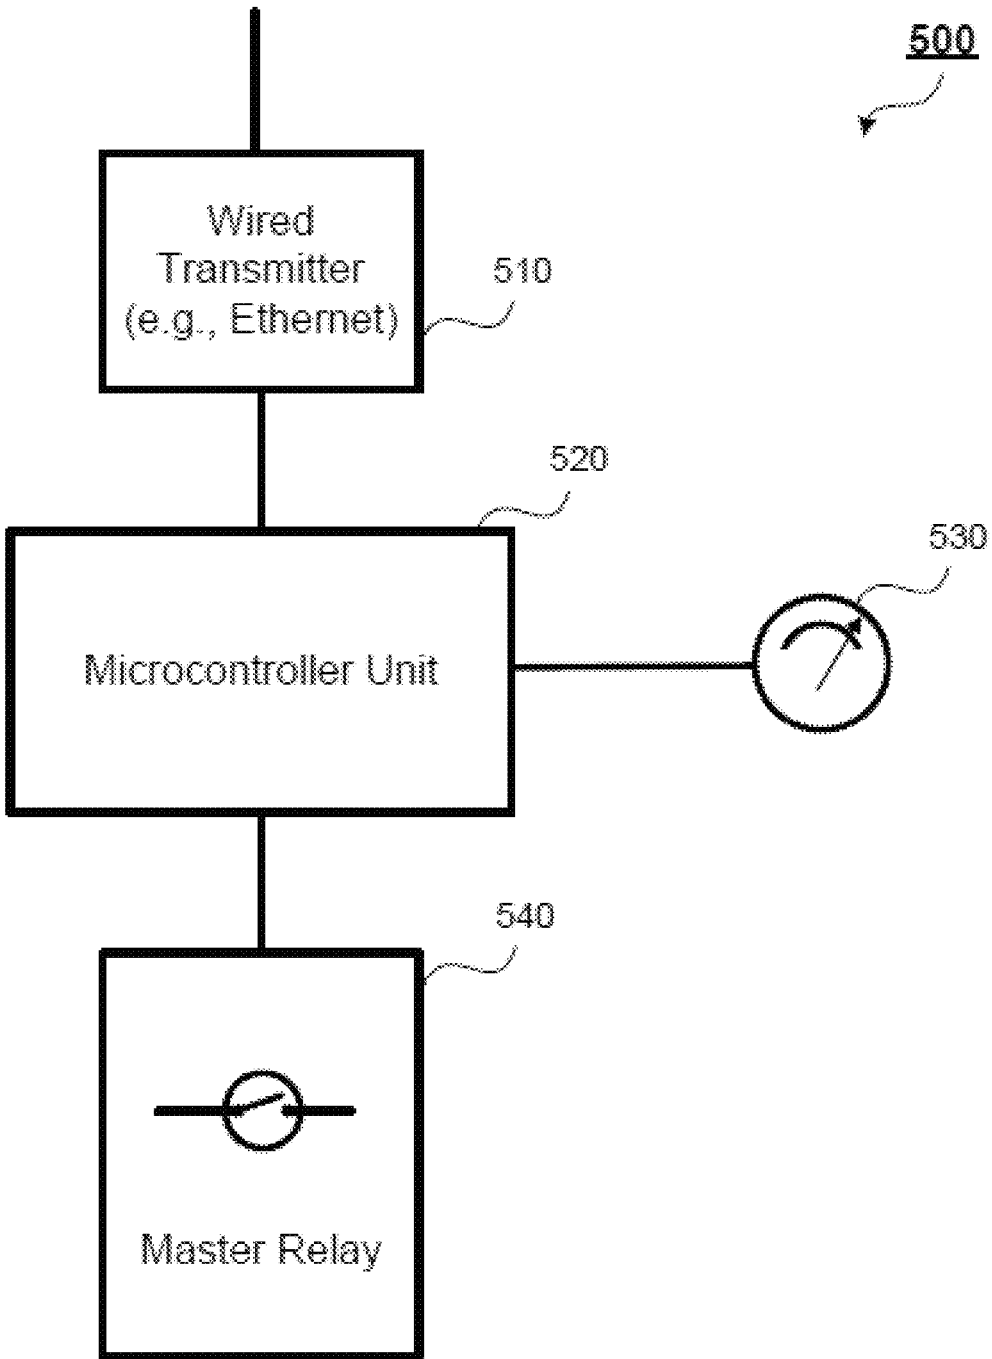 500
Wired
Transmitter
(e.g., Ethernet)
510
520
530
Microcontroller Unit
540
Master Relay